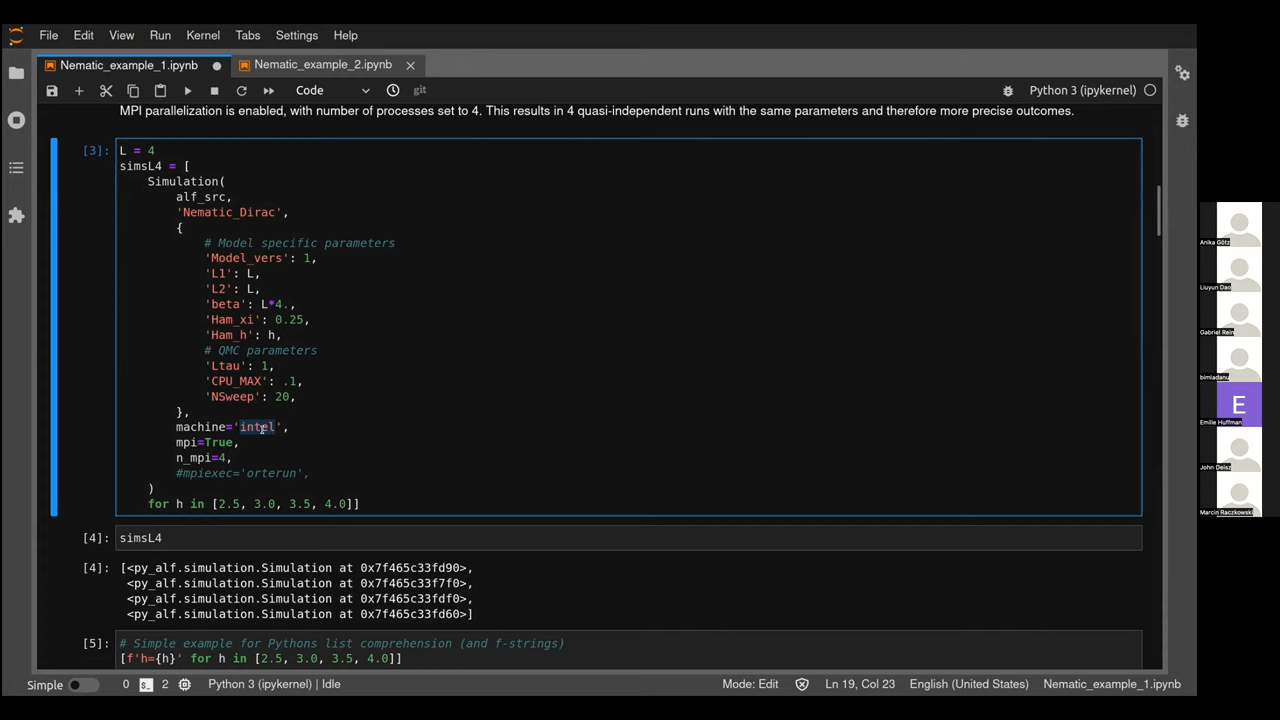 File Edit View Run Kernel Tabs Settings Help
Nematic_example_1.ipynb Nematic_example_2.ipynb
Code git Python 3 (ipykernel)
MPI parallelization is enabled, with number of processes set to 4. This results in 4 quasi-independent runs with the same parameters and therefore more precise outcomes.
[3]: L = 4
simsL4 = [
Simulation(
alf_src,
'Nematic_Dirac',
{
# Model specific parameters
'Model_vers': 1,
'L1': L,
'L2': L,
'beta': L*4.,
'Ham_xi': 0.25,
'Ham_h': h,
# QMC parameters
'Ltau': 1,
'CPU_MAX': .1,
'NSweep': 20,
},
machine='intel',
mpi=True,
n_mpi=4,
#mpiexec='orterun',
)
for h in [2.5, 3.0, 3.5, 4.0]]
[4]: simsL4
[4]: [<py_alf.simulation.Simulation at 0x7f465c33fd90>,
<py_alf.simulation.Simulation at 0x7f465c33f7f0>,
<py_alf.simulation.Simulation at 0x7f465c33fdf0>,
<py_alf.simulation.Simulation at 0x7f465c33fd60>]
[5]: # Simple example for Pythons list comprehension (and f-strings)
[f'h={h}' for h in [2.5, 3.0, 3.5, 4.0]]
Simple 0 2 Python 3 (ipykernel) | Idle Mode: Edit Ln 19, Col 23 English (United States) Nematic_example_1.ipynb
Anika Götz
Liuyun Dao
Gabriel Rein
bimladanu
E
Emilie Huffman
John Deisz
Marcin Raczkowski